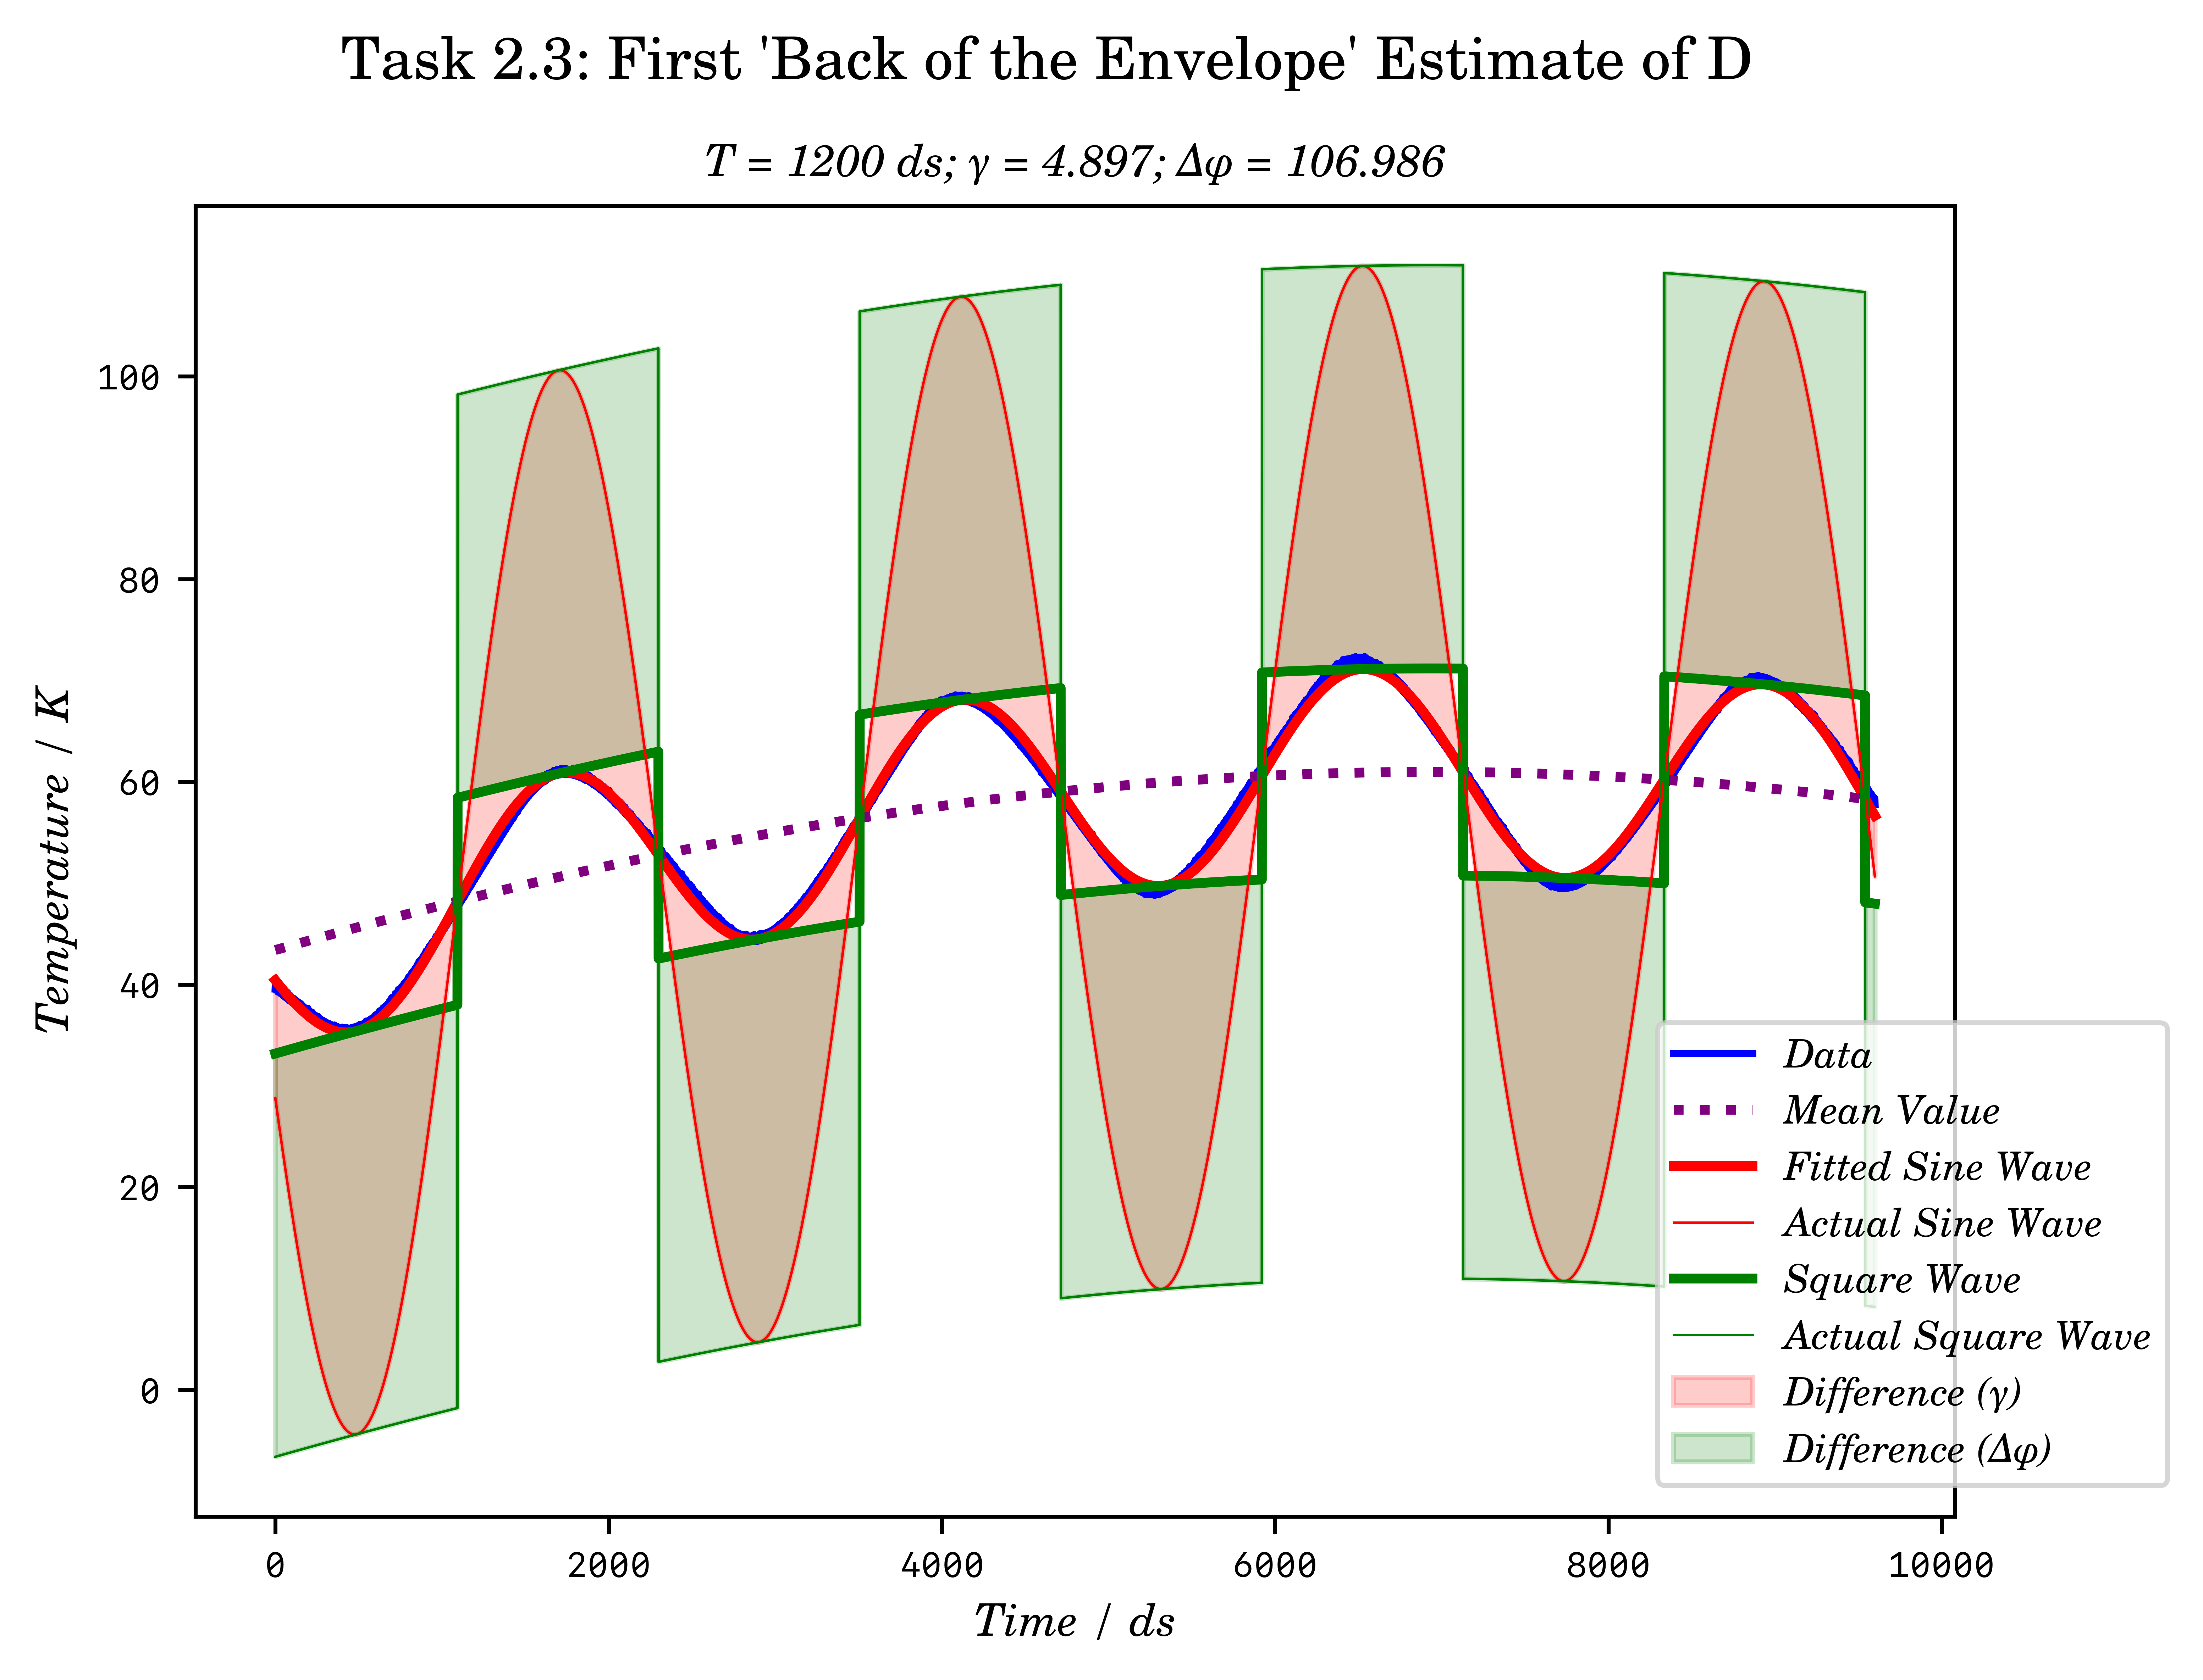 Task 2.3: First 'Back of the Envelope' Estimate of D
T = 1200 ds; γ = 4.897; Δφ = 106.986
Temperature / K
100
80
60
40
20
0
0 2000 4000 6000 8000 10000
Time / ds
Data
Mean Value
Fitted Sine Wave
Actual Sine Wave
Square Wave
Actual Square Wave
Difference (γ)
Difference (Δφ)